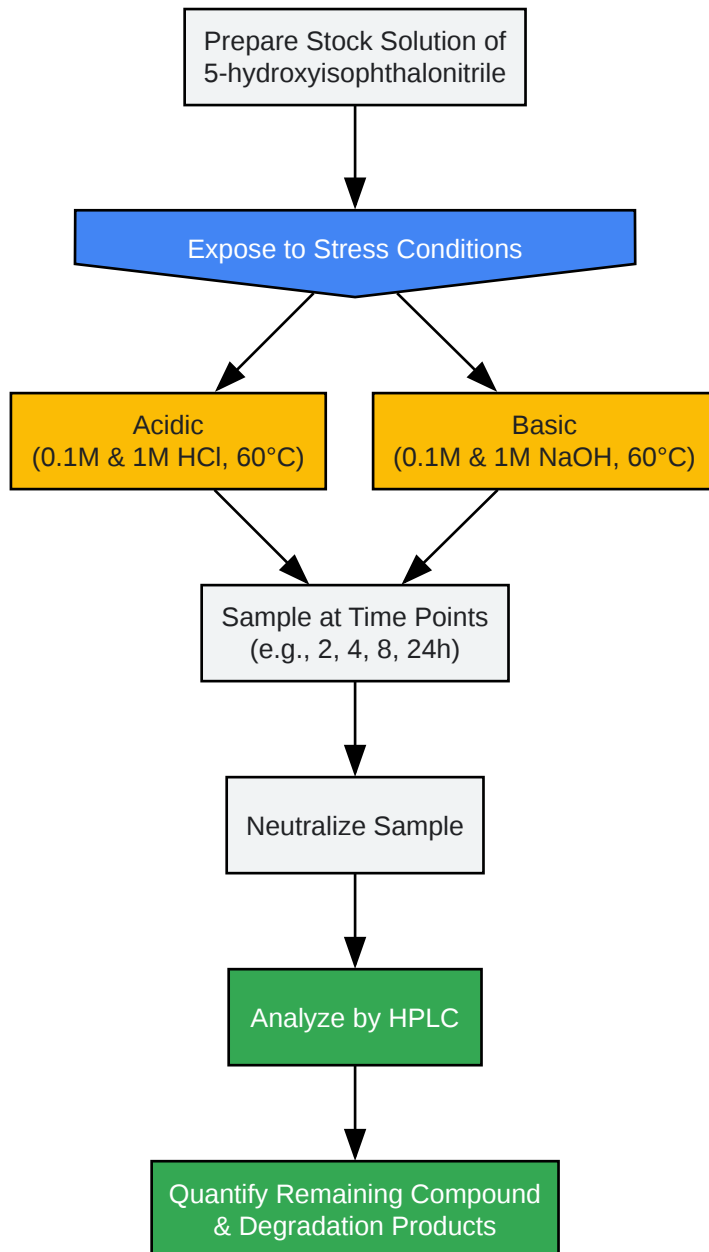 Prepare Stock Solution of
5-hydroxyisophthalonitrile
Expose to Stress Conditions
Acidic
(0.1M & 1M HCl, 60°C)
Basic
(0.1M & 1M NaOH, 60°C)
Sample at Time Points
(e.g., 2, 4, 8, 24h)
Neutralize Sample
Analyze by HPLC
Quantify Remaining Compound
& Degradation Products